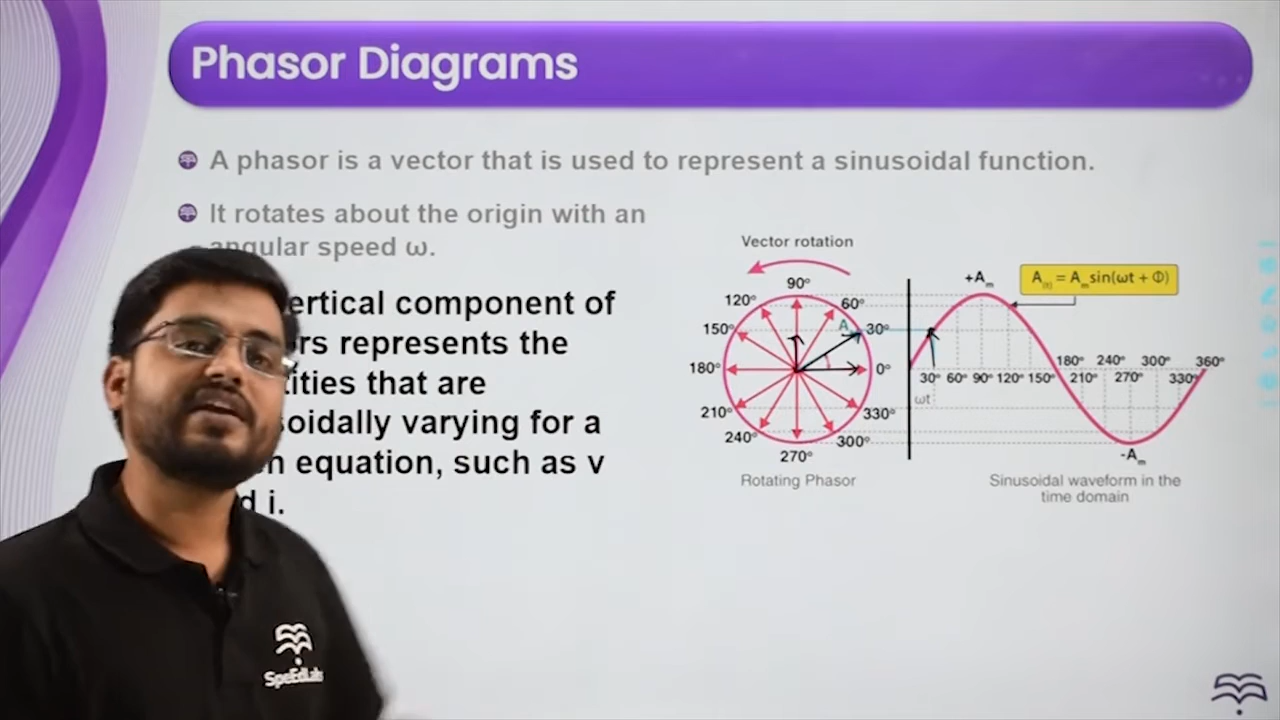 Phasor Diagrams
A phasor is a vector that is used to represent a sinusoidal function.
It rotates about the origin with an
angular speed ω.
ertical component of
rs represents the
tities that are
soidally varying for a
n equation, such as v
d i.
Vector rotation
90°
120°
60°
150°
A
30°
180°
0°
210°
330°
240°
300°
270°
Rotating Phasor
+Am
A(t) = Am sin(ωt + Φ)
180° 240° 300° 360°
30° 60° 90° 120° 150° 210° 270° 330°
ωt
-Am
Sinusoidal waveform in the
time domain
SpeEdLabs